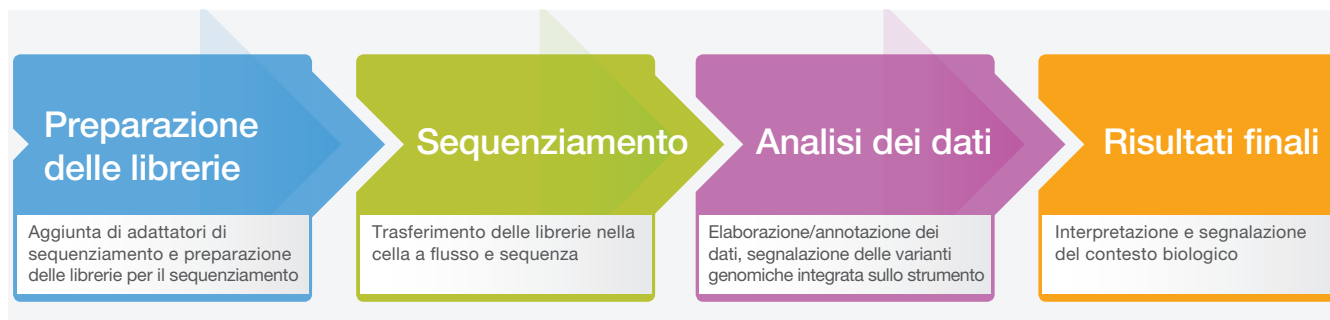 Preparazione
delle librerie
Aggiunta di adattatori di
sequenziamento e preparazione
delle librerie per il sequenziamento
Sequenziamento
Trasferimento delle librerie nella
cella a flusso e sequenza
Analisi dei dati
Elaborazione/annotazione dei
dati, segnalazione delle varianti
genomiche integrata sullo strumento
Risultati finali
Interpretazione e segnalazione
del contesto biologico